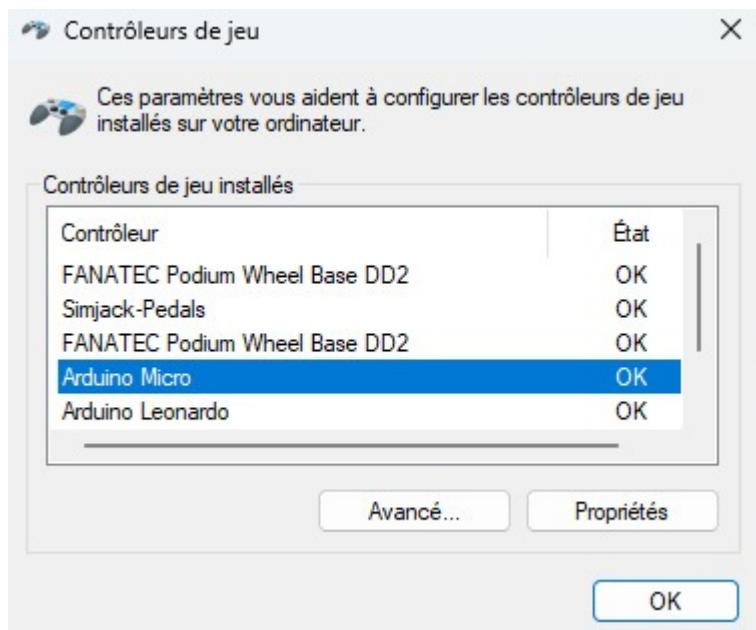 Contrôleurs de jeu
Ces paramètres vous aident à configurer les contrôleurs de jeu
installés sur votre ordinateur.
Contrôleurs de jeu installés
Contrôleur État
FANATEC Podium Wheel Base DD2 OK
Simjack-Pedals OK
FANATEC Podium Wheel Base DD2 OK
Arduino Micro OK
Arduino Leonardo OK
Avancé... Propriétés
OK